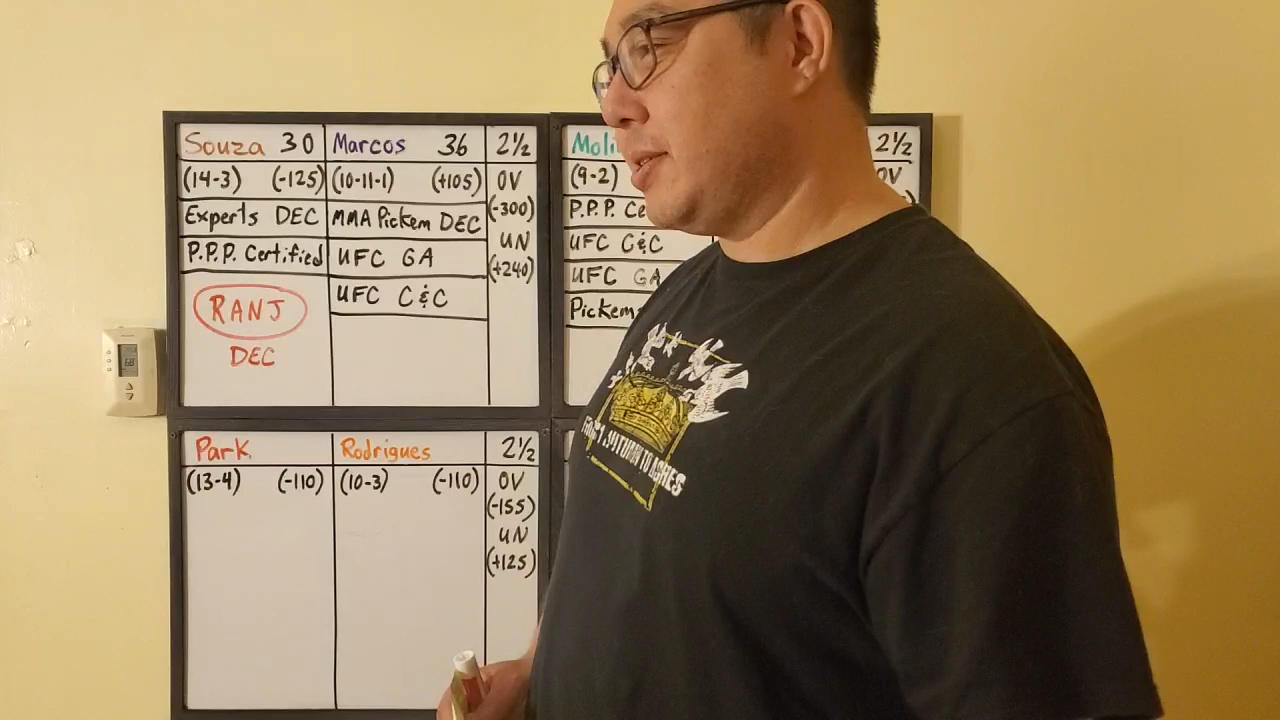 Souza 30
Marcos 36
2½
(14-3) (-125)
(10-11-1) (+105)
OV
(-300)
UN
(+240)
Experts DEC
MMA Pickem DEC
P.P.P. Certified
UFC GA
RANJ
DEC
UFC C&C
Moli
2½
(9-2)
OV
P.P.P. Ce
UFC C&C
UFC GA
Pickem
Park
Rodrigues
2½
(13-4) (-110)
(10-3) (-110)
OV
(-155)
UN
(+125)